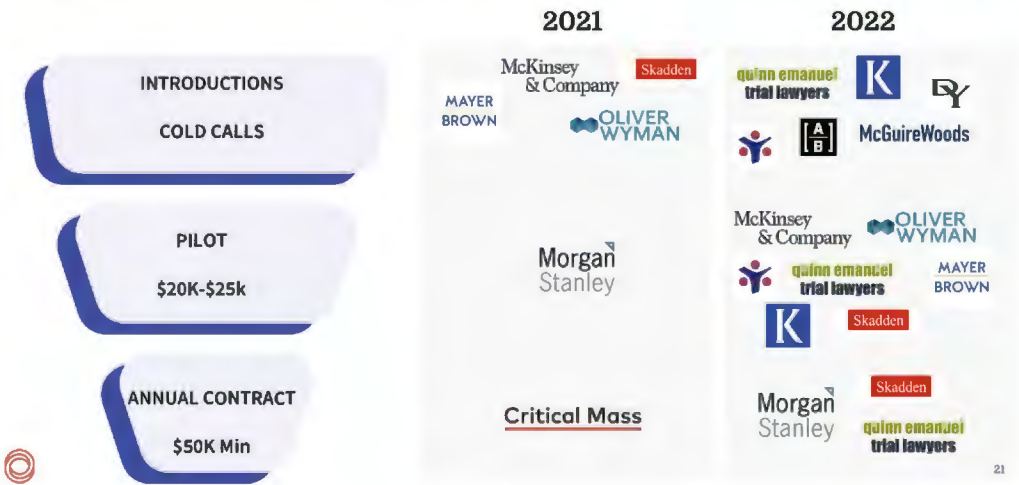 2021
2022
INTRODUCTIONS
COLD CALLS
McKinsey
& Company
Skadden
MAYER
BROWN
OLIVER
WYMAN
quinn emanuel
trial lawyers
K
DY
[A
B]
McGuireWoods
PILOT
$20K-$25k
Morgan
Stanley
McKinsey
& Company
OLIVER
WYMAN
quinn emanuel
trial lawyers
MAYER
BROWN
K
Skadden
ANNUAL CONTRACT
$50K Min
Critical Mass
Morgan
Stanley
Skadden
quinn emanuel
trial lawyers
21